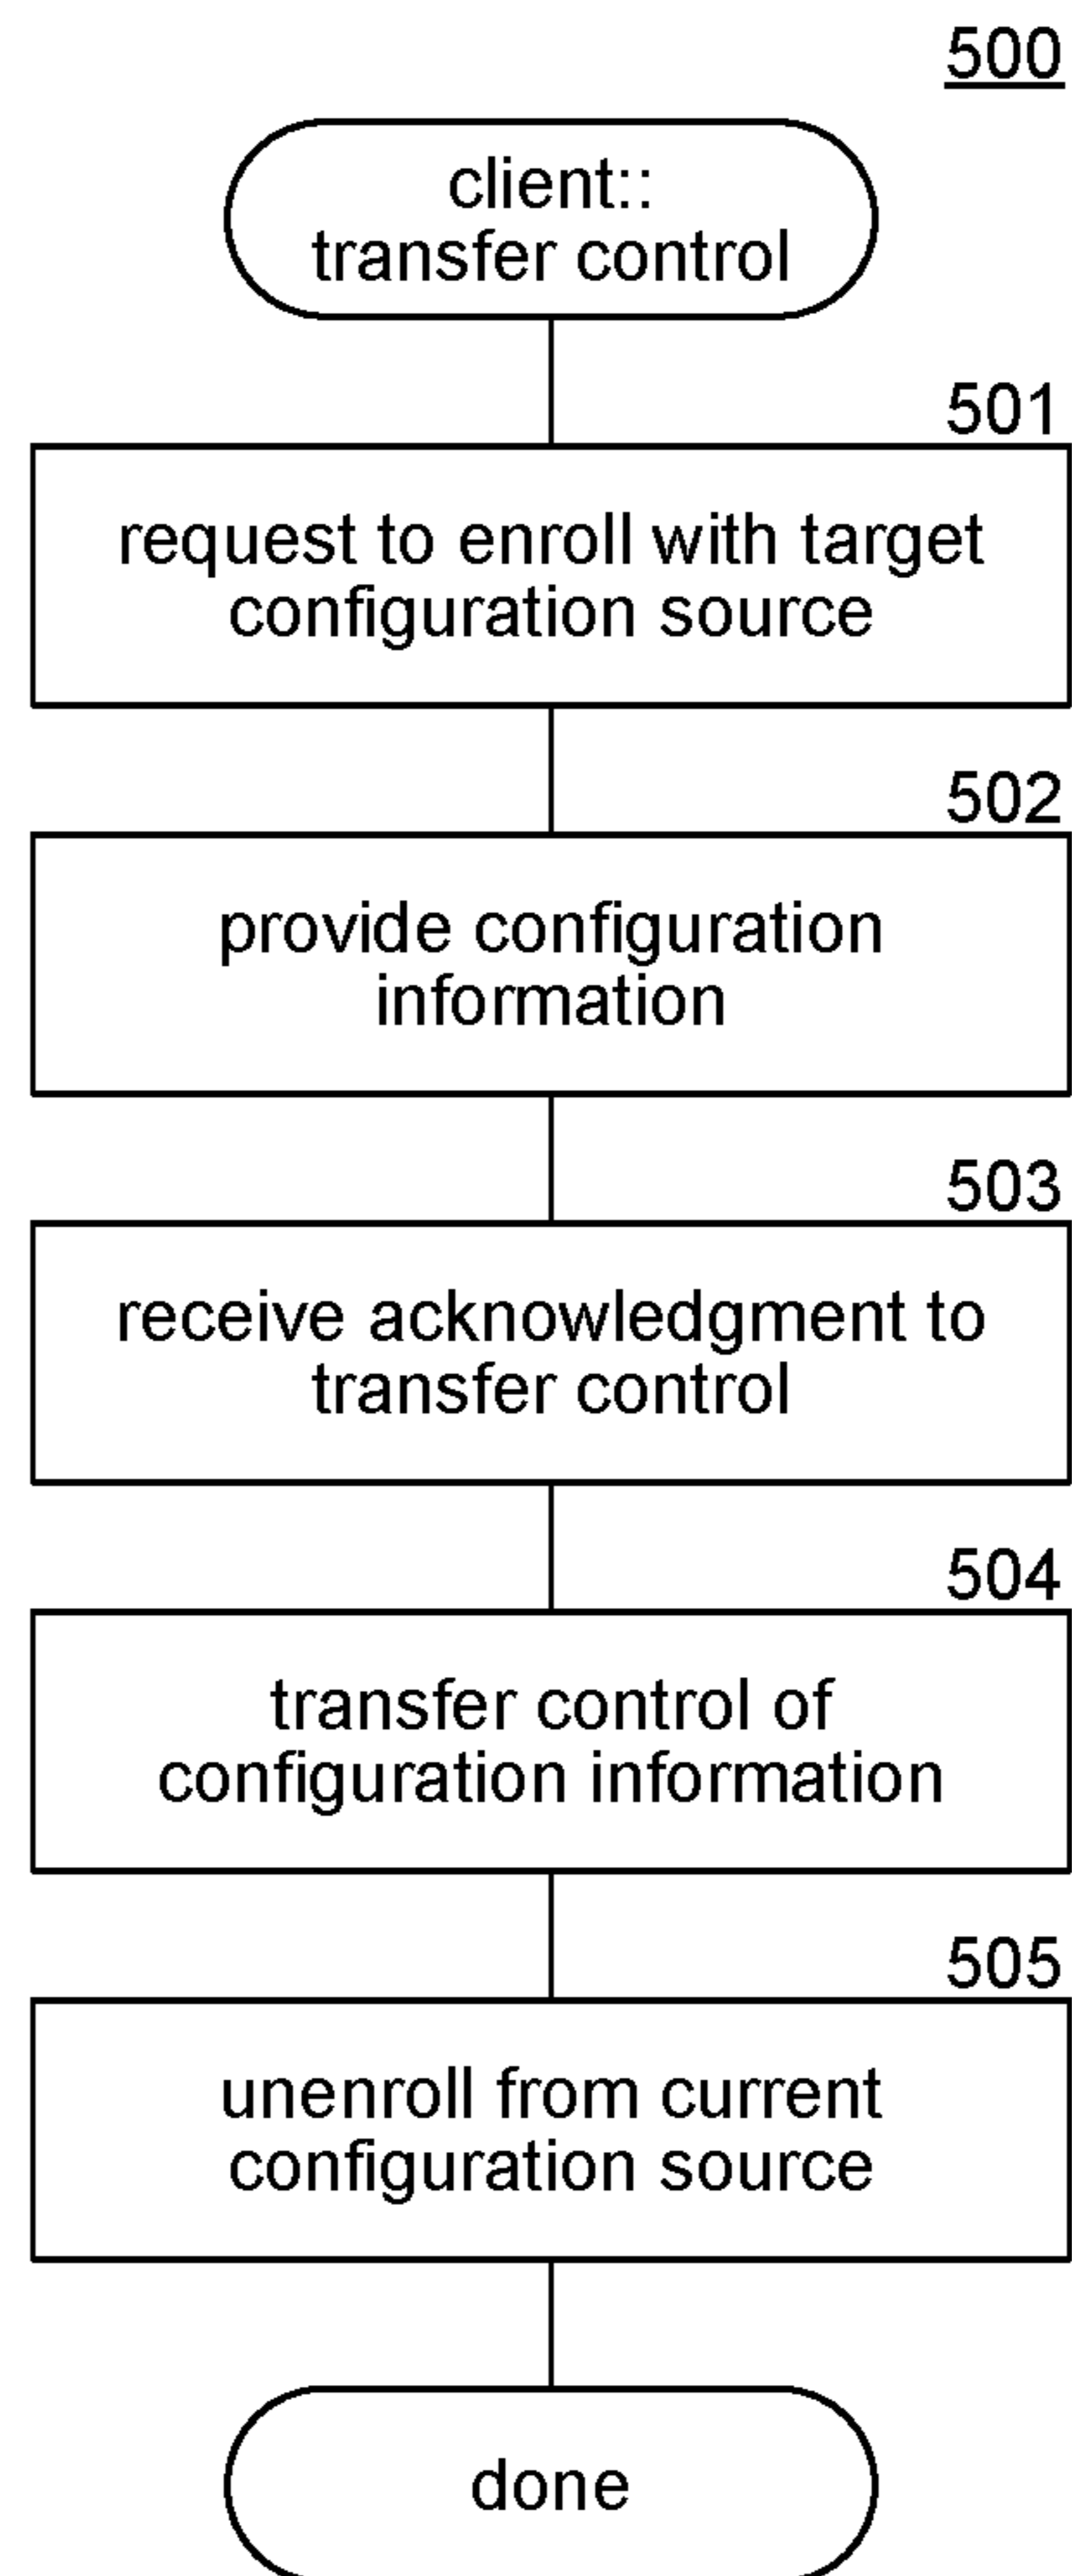 500
client::
transfer control
501
request to enroll with target
configuration source
502
provide configuration
information
503
receive acknowledgment to
transfer control
504
transfer control of
configuration information
505
unenroll from current
configuration source
done